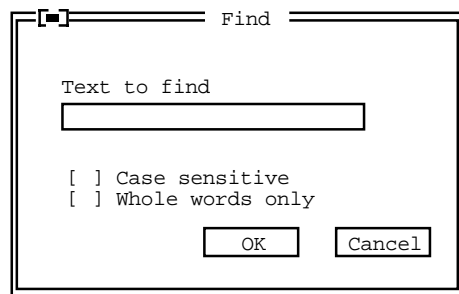 Find
Text to find
[ ] Case sensitive
[ ] Whole words only
OK Cancel